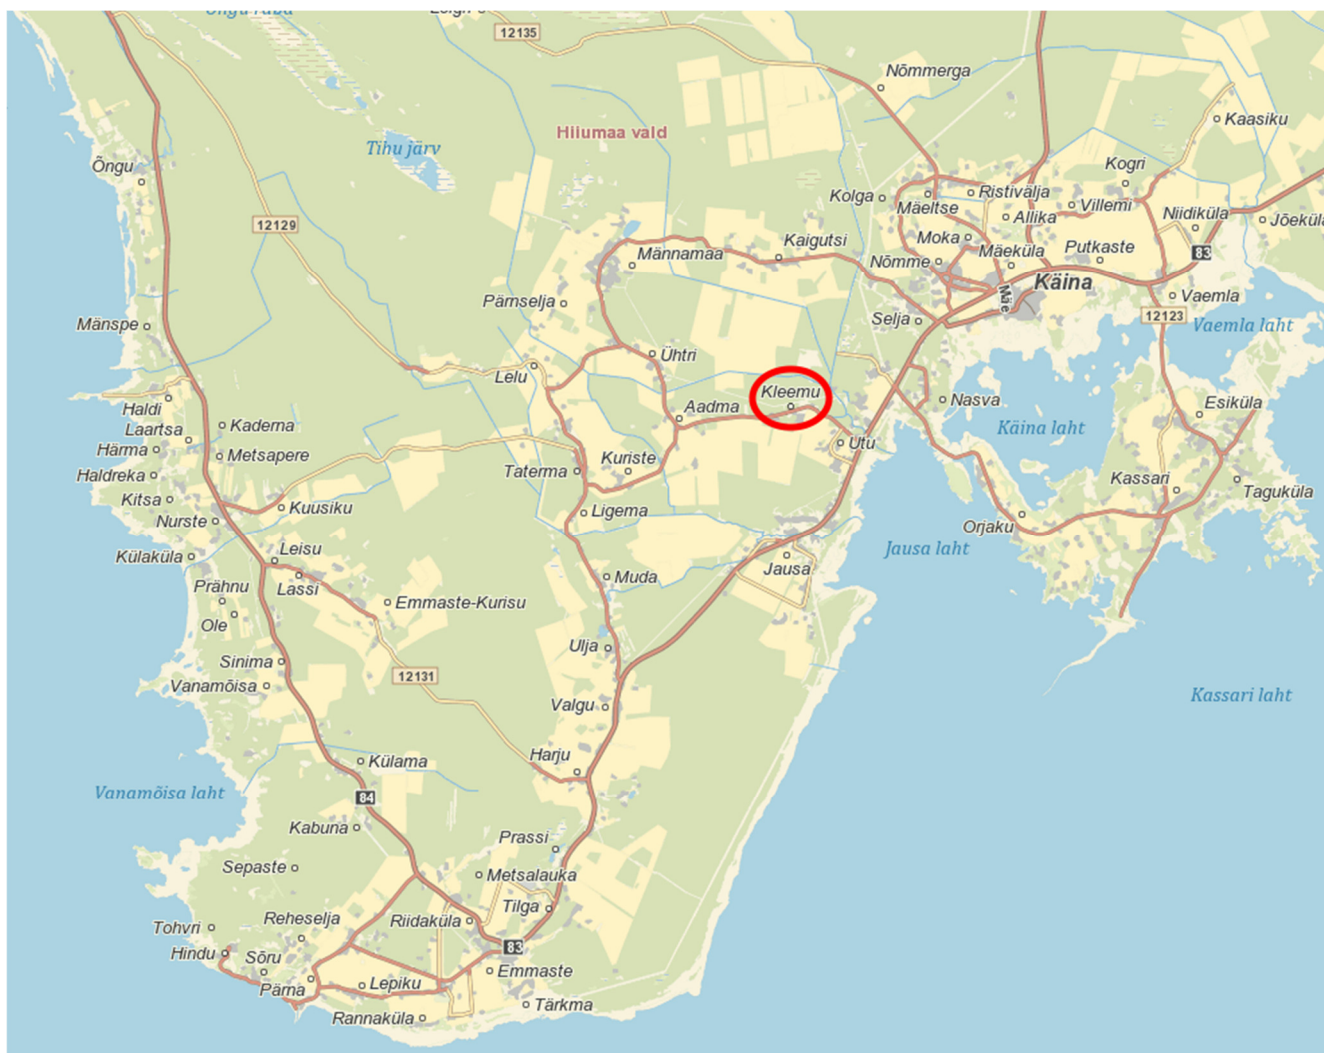 Õngu raba
12135
Nõmmerga
Kaasiku
Hiiumaa vald
Tihu järv
Õngu
Kogri
Kolga
Mäeltse
Ristivälja
Villemi
Allika
Niidiküla
Jõeküla
12129
Männamaa
Kaigutsi
Moka
Nõmme
Mäeküla
Putkaste
83
Käina
Mäe
Pärnselja
Vaemla
Mänspe
Selja
12123
Vaemla laht
Ühtri
Lelu
Kleemu
Haldi
Aadma
Nasva
Esiküla
Laartsa
Kaderna
Käina laht
Härma
Metsapere
Utu
Haldreka
Taterma
Kuriste
Kassari
Taguküla
Kitsa
Kuusiku
Nurste
Ligema
Orjaku
Külaküla
Leisu
Jausa laht
Lassi
Jausa
Prähnu
Muda
Ole
Emmaste-Kurisu
Ulja
Sinima
12131
Vanamõisa
Kassari laht
Valgu
Harju
Külama
Vanamõisa laht
84
Kabuna
Prassi
Sepaste
Metsalauka
Tilga
Reheselja
Riidaküla
Tohvri
Hindu
83
Sõru
Emmaste
Pärna
Lepiku
Tärkma
Rannaküla